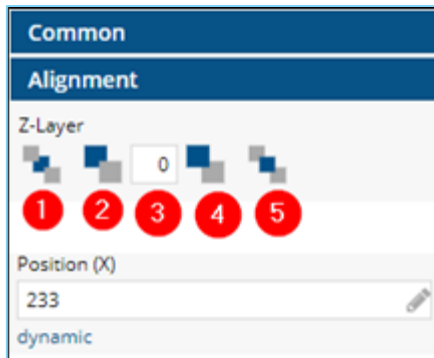 Common
Alignment
Z-Layer
0
1 2 3 4 5
Position (X)
233
dynamic